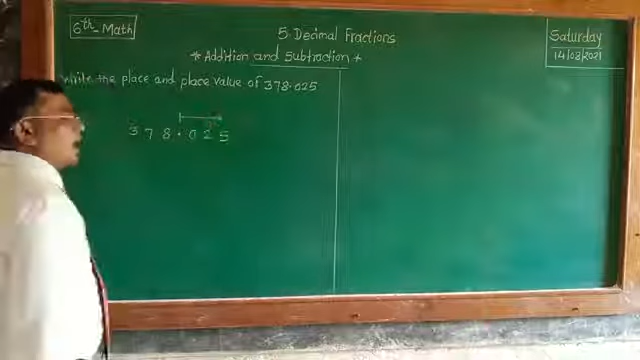 6th - Math
5. Decimal Fractions
* Addition and Subtraction *
Saturday
14/08/2021
Write the place and place value of 378.025
3 7 8 . 0 2 5